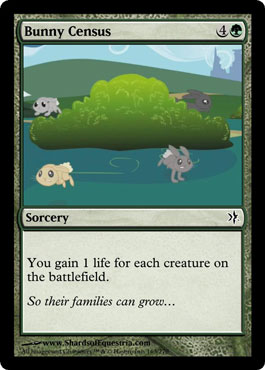 Bunny Census 4
Sorcery
You gain 1 life for each creature on
the battlefield.
So their families can grow…
www.ShardsofEquestria.com